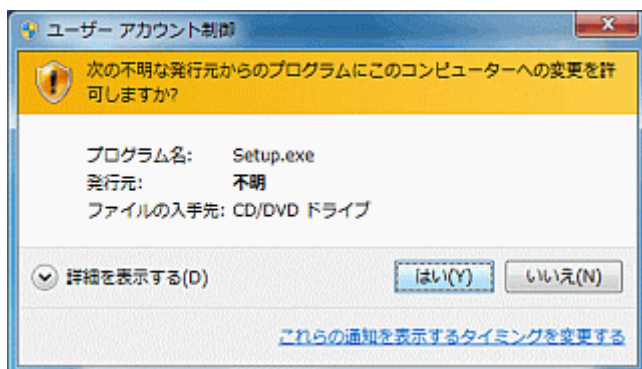 ユーザー アカウント制御
次の不明な発行元からのプログラムにこのコンピューターへの変更を許
可しますか?
プログラム名: Setup.exe
発行元: 不明
ファイルの入手先: CD/DVD ドライブ
詳細を表示する(D)
はい(Y) いいえ(N)
これらの通知を表示するタイミングを変更する